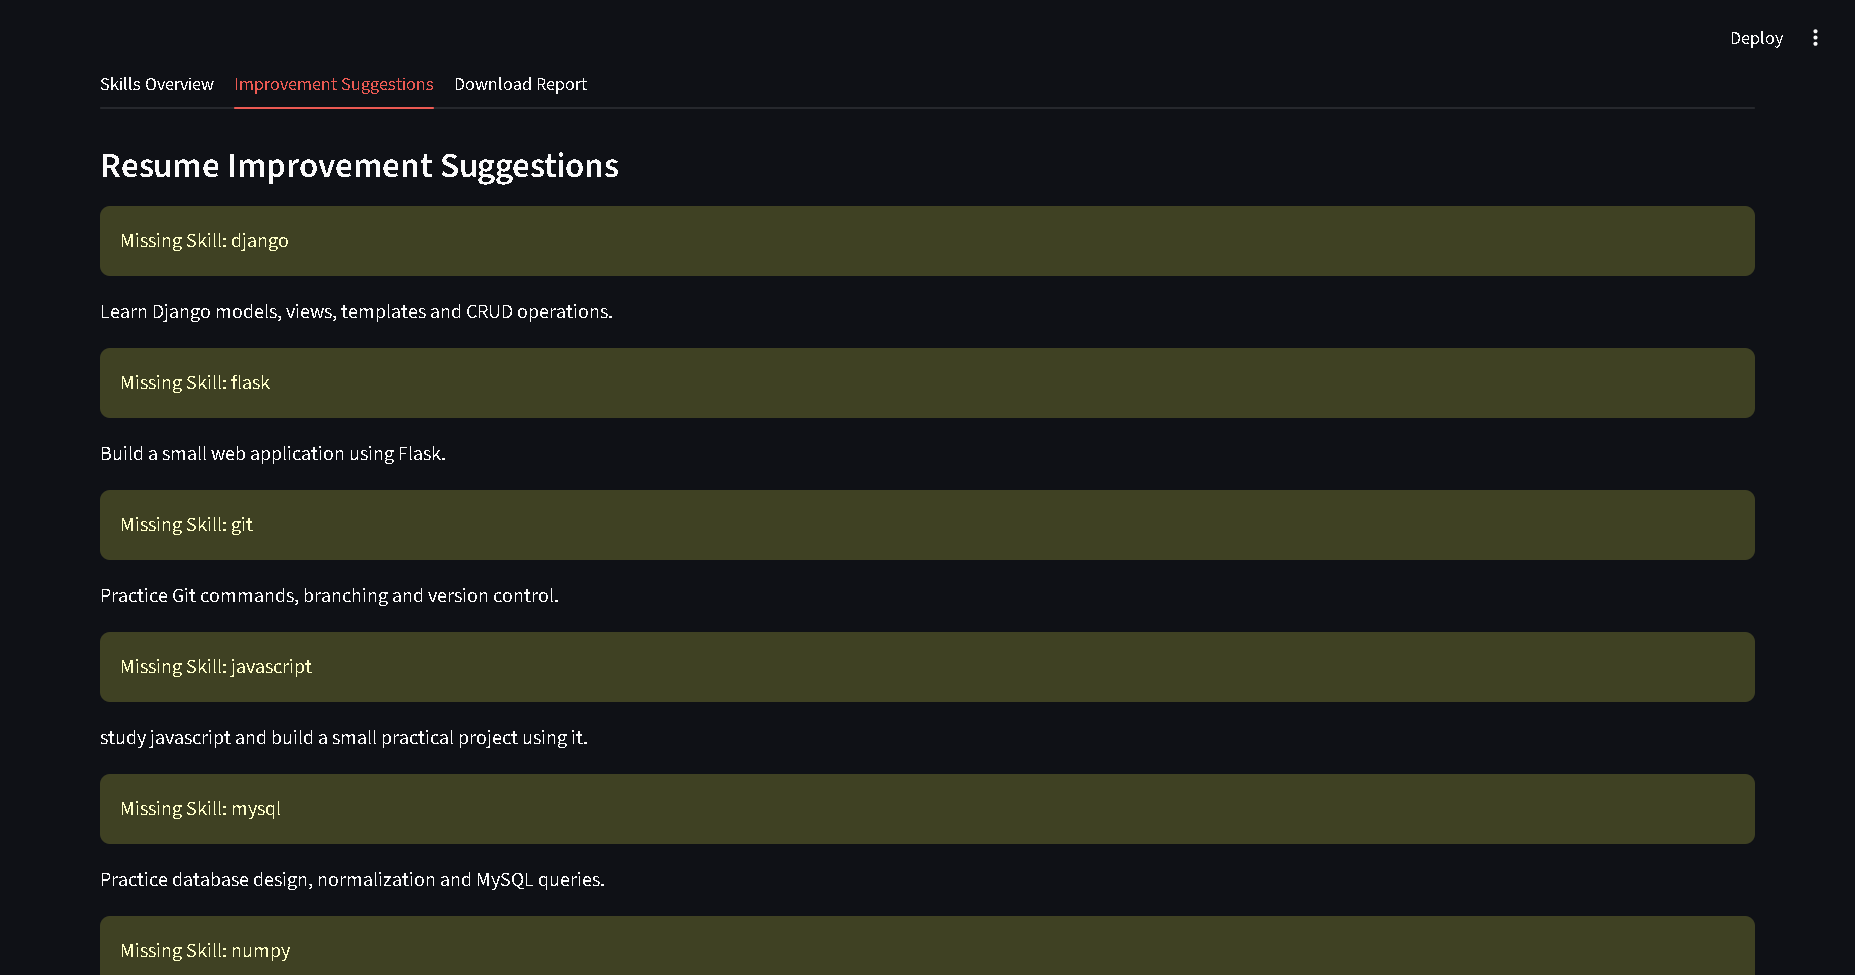 Deploy
Skills Overview
Improvement Suggestions
Download Report
Resume Improvement Suggestions
Missing Skill: django
Learn Django models, views, templates and CRUD operations.
Missing Skill: flask
Build a small web application using Flask.
Missing Skill: git
Practice Git commands, branching and version control.
Missing Skill: javascript
study javascript and build a small practical project using it.
Missing Skill: mysql
Practice database design, normalization and MySQL queries.
Missing Skill: numpy